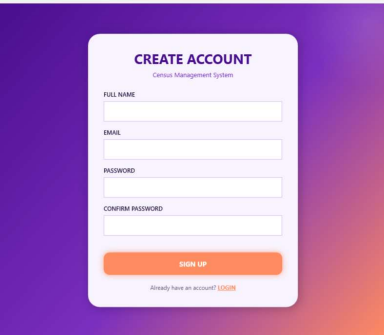 CREATE ACCOUNT
Census Management System
FULL NAME
EMAIL
PASSWORD
CONFIRM PASSWORD
SIGN UP
Already have an account? LOGIN